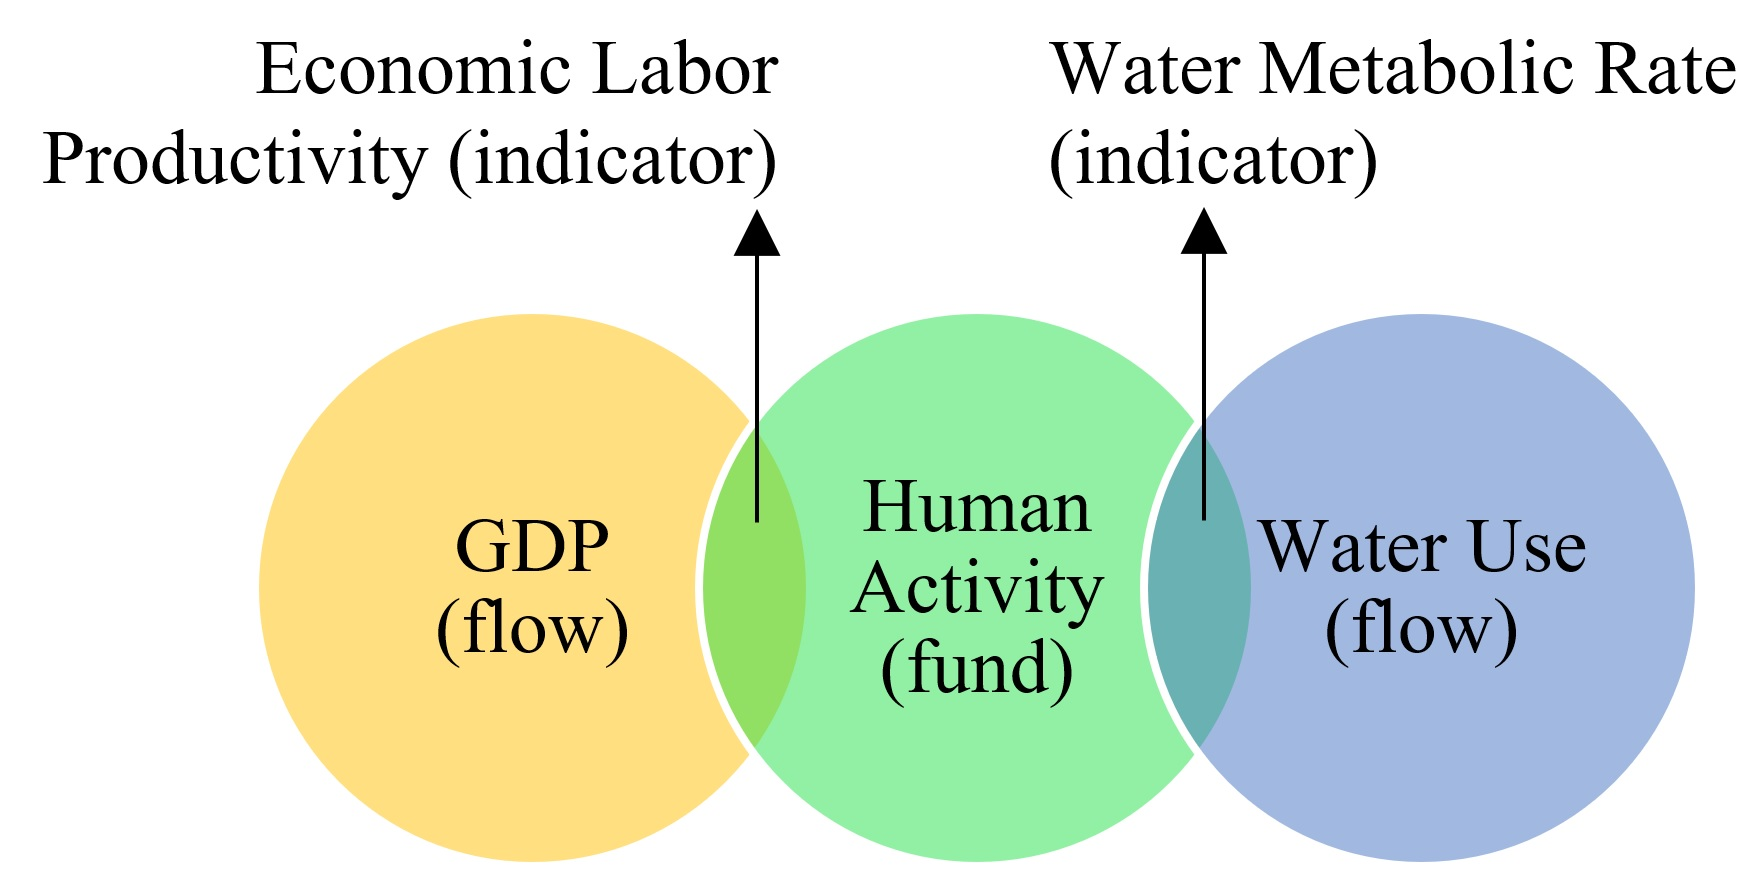 Economic Labor
Productivity (indicator)
Water Metabolic Rate
(indicator)
GDP
(flow)
Human
Activity
(fund)
Water Use
(flow)